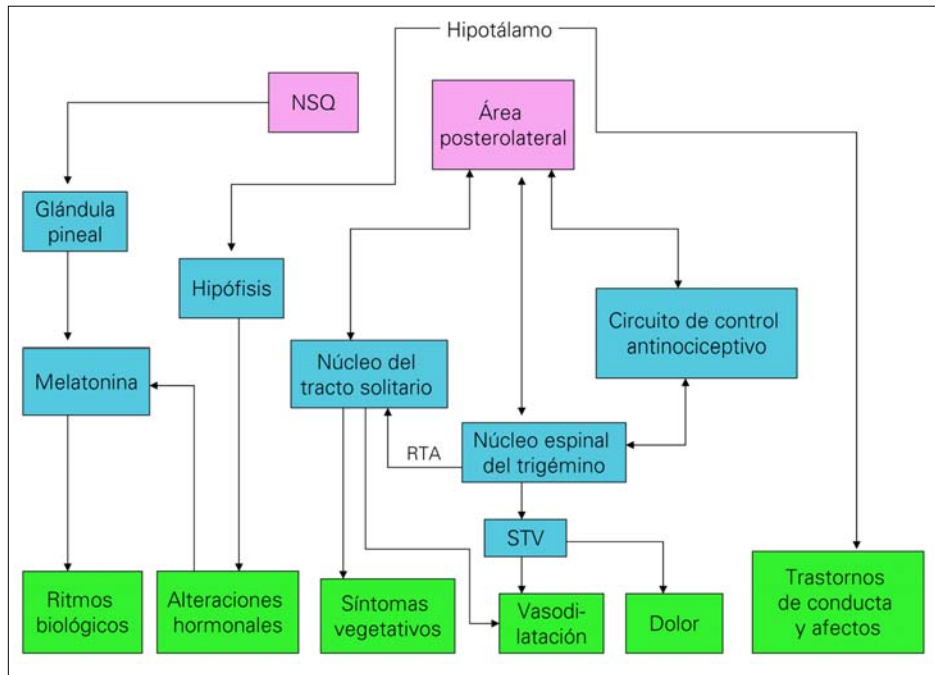 Hipotálamo
NSQ
Área
posterolateral
Glándula
pineal
Hipófisis
Circuito de control
antinociceptivo
Núcleo del
tracto solitario
Melatonina
Núcleo espinal
del trigémino
RTA
STV
Ritmos
biológicos
Alteraciones
hormonales
Síntomas
vegetativos
Vasodi-
latación
Dolor
Trastornos
de conducta
y afectos